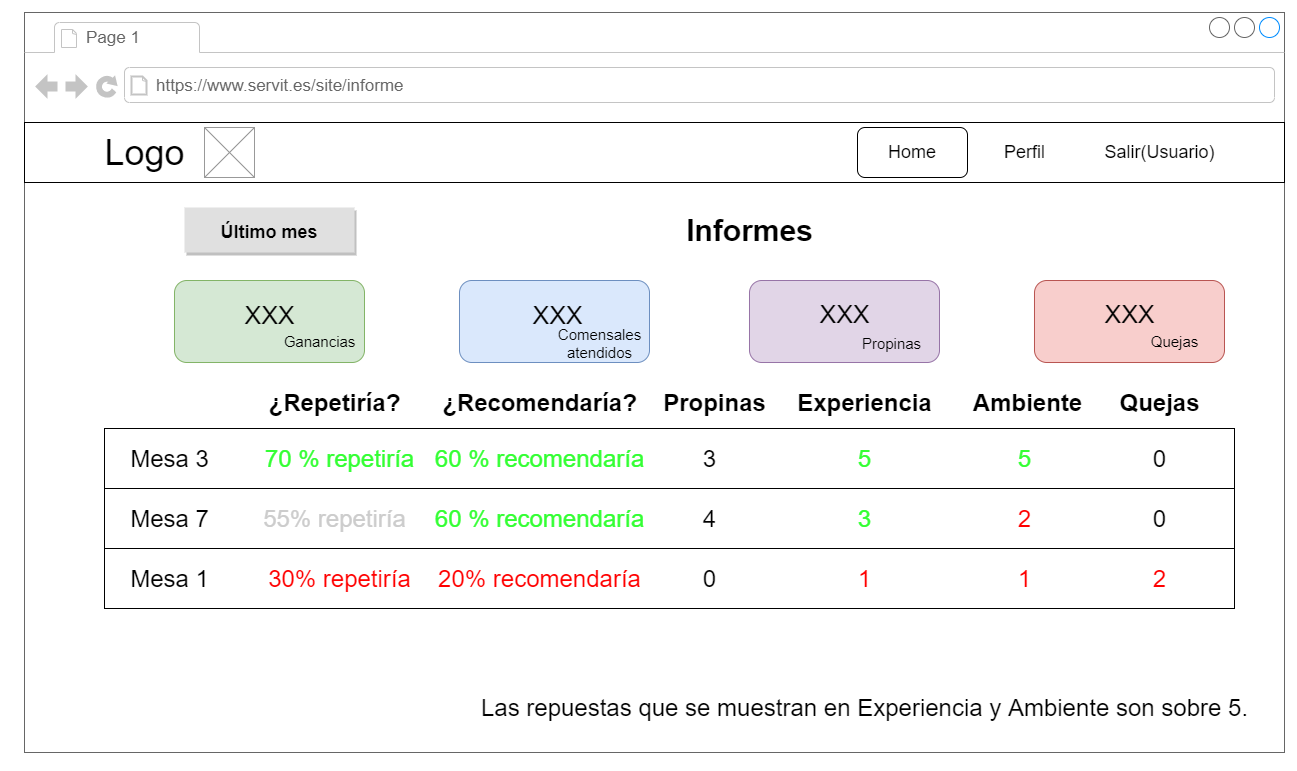 Page 1
https://www.servit.es/site/informe
Logo Home Perfil Salir(Usuario)
Último mes Informes
XXX
Ganancias
XXX
Comensales
atendidos
XXX
Propinas
XXX
Quejas
¿Repetiría? ¿Recomendaría? Propinas Experiencia Ambiente Quejas
Mesa 3 70 % repetiría 60 % recomendaría 3 5 5 0
Mesa 7 55% repetiría 60 % recomendaría 4 3 2 0
Mesa 1 30% repetiría 20% recomendaría 0 1 1 2
Las repuestas que se muestran en Experiencia y Ambiente son sobre 5.